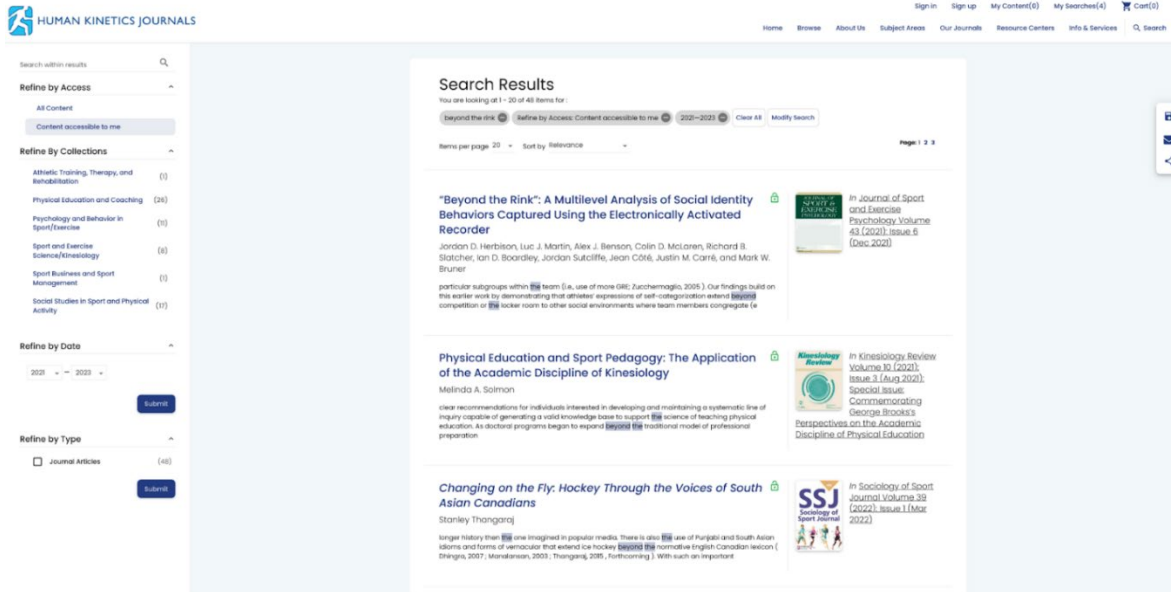 HUMAN KINETICS JOURNALS
Sign in Sign up My Content(0) My Searches(4) Cart(0)
Home Browse About Us Subject Areas Our Journals Resource Centers Info & Services Search
Search within results
Refine by Access
All Content
Content accessible to me
Refine By Collections
Athletic Training, Therapy, and
Rehabilitation (1)
Physical Education and Coaching (26)
Psychology and Behavior in
Sport/Exercise (11)
Sport and Exercise
Science/Kinesiology (8)
Sport Business and Sport
Management (1)
Social Studies in Sport and Physical
Activity (17)
Refine by Date
2021 – 2023
Submit
Refine by Type
Journal Articles (48)
Submit
Search Results
You are looking at 1 - 20 of 48 items for :
beyond the rink Refine by Access: Content accessible to me 2021—2023 Clear All Modify Search
Items per page 20 Sort by Relevance
Page: 1 2 3
"Beyond the Rink": A Multilevel Analysis of Social Identity
Behaviors Captured Using the Electronically Activated
Recorder
Jordan D. Herbison, Luc J. Martin, Alex J. Benson, Colin D. McLaren, Richard B.
Slatcher, Ian D. Boardley, Jordan Sutcliffe, Jean Côté, Justin M. Carré, and Mark W.
Bruner
particular subgroups within the team (i.e., use of more GRE; Zucchermaglio, 2005 ). Our findings build on
this earlier work by demonstrating that athletes' expressions of self-categorization extend beyond
competition or the locker room to other social environments where team members congregate (e
JOURNAL OF
SPORT &
EXERCISE
PSYCHOLOGY
In Journal of Sport
and Exercise
Psychology Volume
43 (2021): Issue 6
(Dec 2021)
Physical Education and Sport Pedagogy: The Application
of the Academic Discipline of Kinesiology
Melinda A. Solmon
clear recommendations for individuals interested in developing and maintaining a systematic line of
inquiry capable of generating a valid knowledge base to support the science of teaching physical
education. As doctoral programs began to expand beyond the traditional model of professional
preparation
Kinesiology
Review
In Kinesiology Review
Volume 10 (2021):
Issue 3 (Aug 2021):
Special Issue:
Commemorating
George Brooks's
Perspectives on the Academic
Discipline of Physical Education
Changing on the Fly: Hockey Through the Voices of South
Asian Canadians
Stanley Thangaraj
longer history then the one imagined in popular media. There is also the use of Punjabi and South Asian
idioms and forms of vernacular that extend ice hockey beyond the normative English Canadian lexicon (
Dhingra, 2007 ; Manalansan, 2003 ; Thangaraj, 2015 , Forthcoming ). With such an important
SSJ
Sociology of
Sport Journal
In Sociology of Sport
Journal Volume 39
(2022): Issue 1 (Mar
2022)